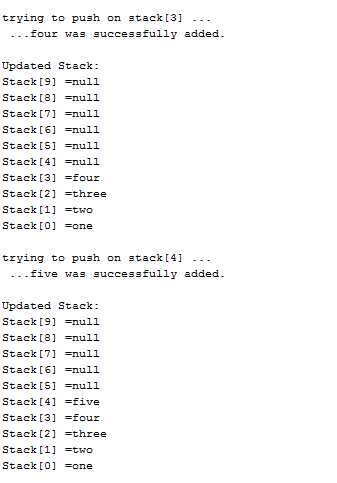 trying to push on stack[3] ...
...four was successfully added.
Updated Stack:
Stack[9] =null
Stack[8] =null
Stack[7] =null
Stack[6] =null
Stack[5] =null
Stack[4] =null
Stack[3] =four
Stack[2] =three
Stack[1] =two
Stack[0] =one
trying to push on stack[4] ...
...five was successfully added.
Updated Stack:
Stack[9] =null
Stack[8] =null
Stack[7] =null
Stack[6] =null
Stack[5] =null
Stack[4] =five
Stack[3] =four
Stack[2] =three
Stack[1] =two
Stack[0] =one